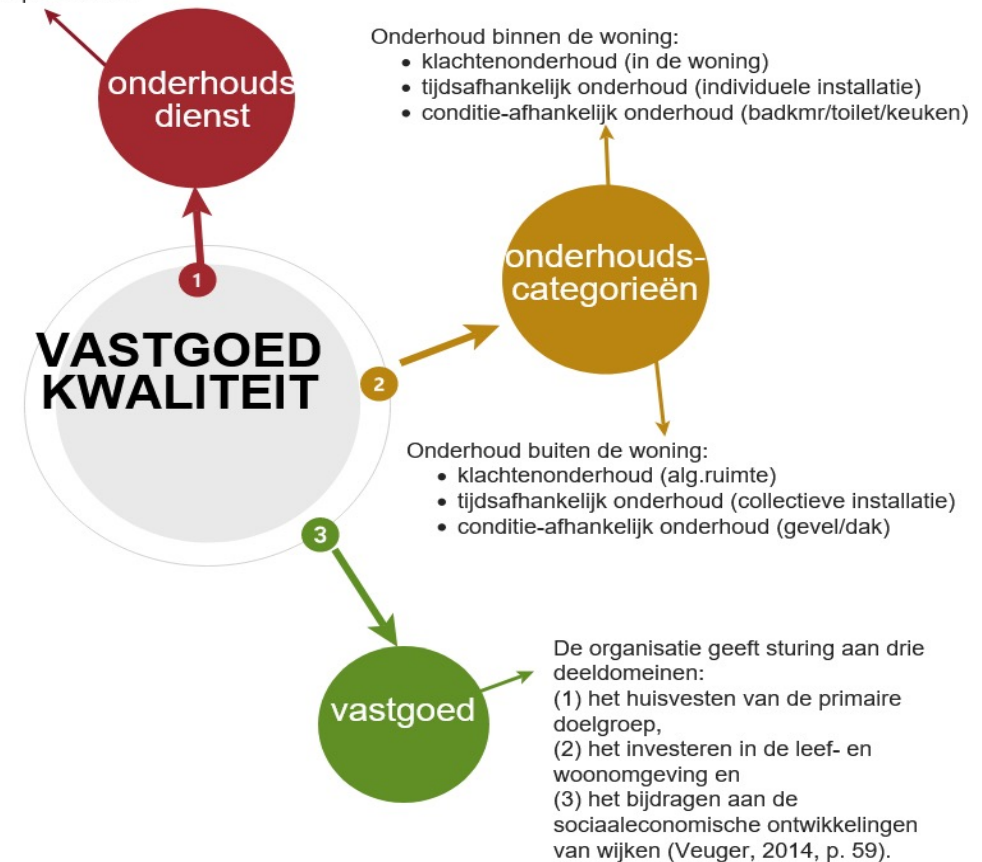 onderhouds
dienst
Onderhoud binnen de woning:
• klachtenonderhoud (in de woning)
• tijdsafhankelijk onderhoud (individuele installatie)
• conditie-afhankelijk onderhoud (badkmr/toilet/keuken)
onderhouds-
categorieën
1
VASTGOED
KWALITEIT
2
Onderhoud buiten de woning:
• klachtenonderhoud (alg.ruimte)
• tijdsafhankelijk onderhoud (collectieve installatie)
• conditie-afhankelijk onderhoud (gevel/dak)
3
vastgoed
De organisatie geeft sturing aan drie
deeldomeinen:
(1) het huisvesten van de primaire
doelgroep,
(2) het investeren in de leef- en
woonomgeving en
(3) het bijdragen aan de
sociaaleconomische ontwikkelingen
van wijken (Veuger, 2014, p. 59).